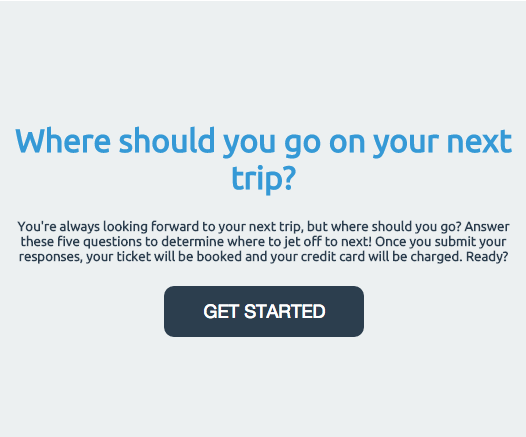 Where should you go on your next
trip?
You're always looking forward to your next trip, but where should you go? Answer
these five questions to determine where to jet off to next! Once you submit your
responses, your ticket will be booked and your credit card will be charged. Ready?
GET STARTED